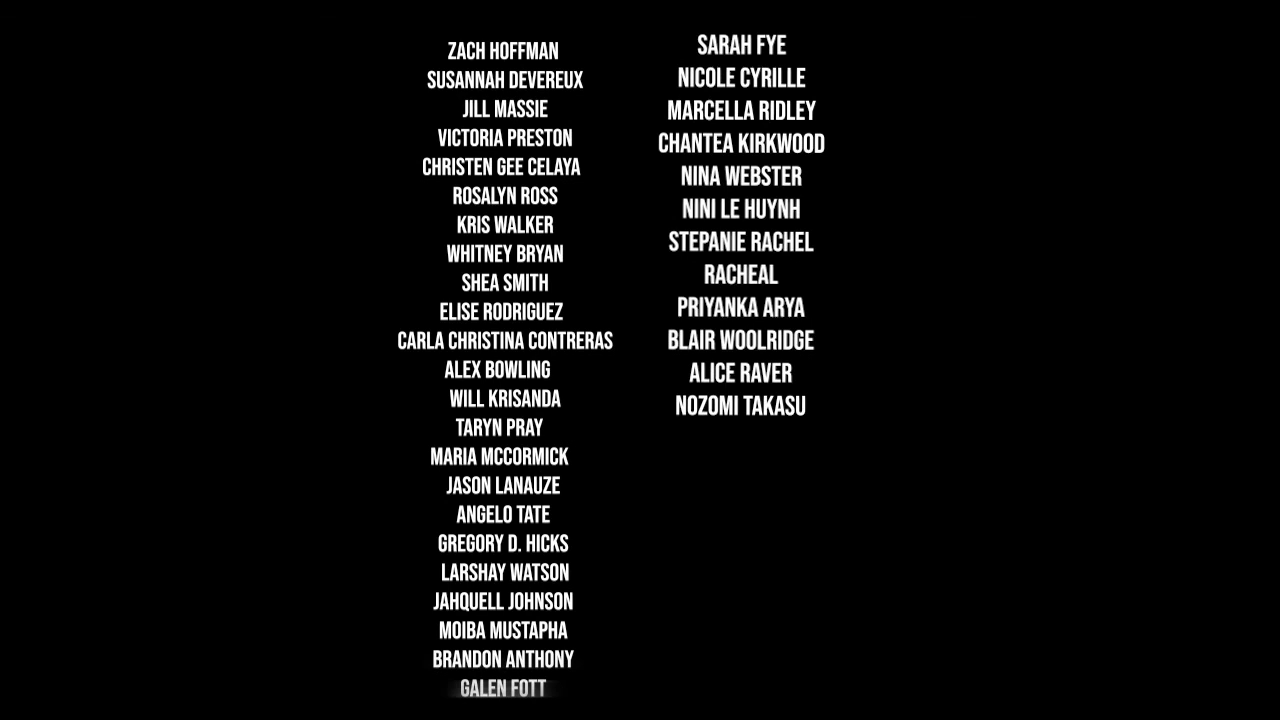 ZACH HOFFMAN
SUSANNAH DEVEREUX
JILL MASSIE
VICTORIA PRESTON
CHRISTEN GEE CELAYA
ROSALYN ROSS
KRIS WALKER
WHITNEY BRYAN
SHEA SMITH
ELISE RODRIGUEZ
CARLA CHRISTINA CONTRERAS
ALEX BOWLING
WILL KRISANDA
TARYN PRAY
MARIA MCCORMICK
JASON LANAUZE
ANGELO TATE
GREGORY D. HICKS
LARSHAY WATSON
JAHQUELL JOHNSON
MOIBA MUSTAPHA
BRANDON ANTHONY
GALEN FOTT
SARAH FYE
NICOLE CYRILLE
MARCELLA RIDLEY
CHANTEA KIRKWOOD
NINA WEBSTER
NINI LE HUYNH
STEPANIE RACHEL
RACHEAL
PRIYANKA ARYA
BLAIR WOOLRIDGE
ALICE RAVER
NOZOMI TAKASU